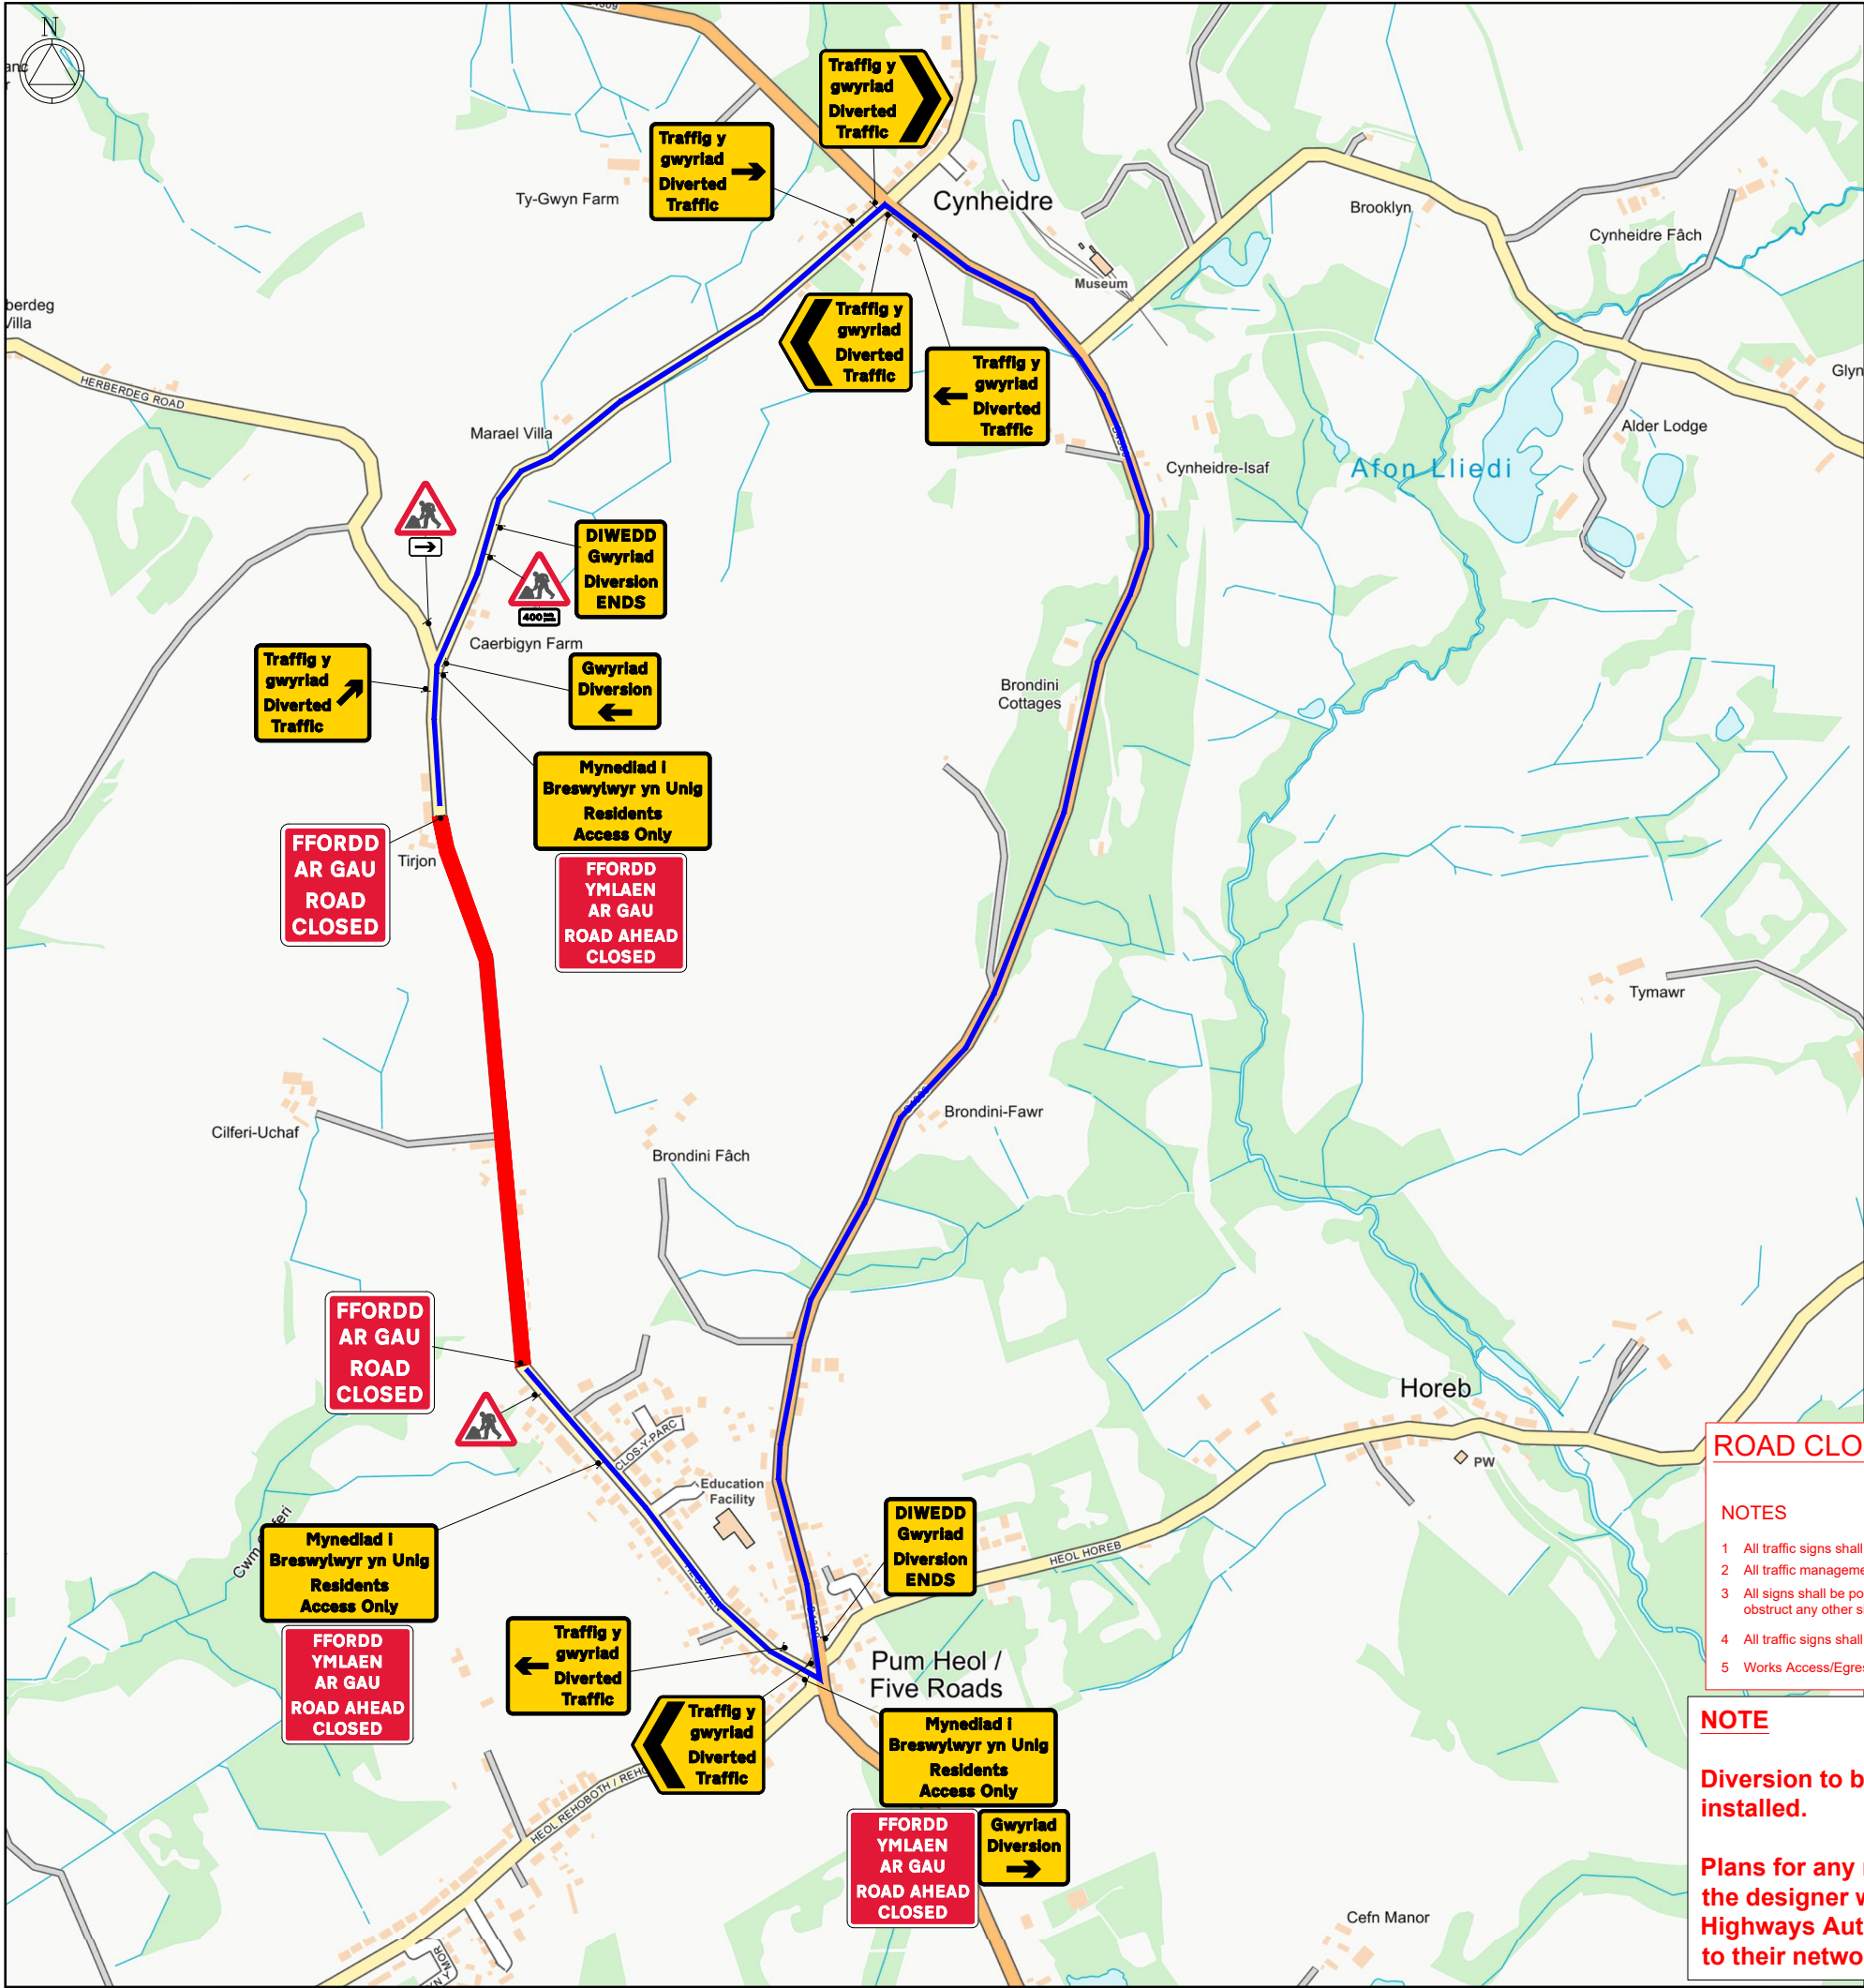 N
Traffig y
gwyriad
Diverted
Traffic
Traffig y
gwyriad
Diverted
Traffic
Ty-Gwyn Farm
Cynheidre
Brooklyn
Cynheidre Fâch
Museum
berdeg
Villa
HERBERDEG ROAD
Traffig y
gwyriad
Diverted
Traffic
Traffig y
gwyriad
Diverted
Traffic
Glyn
Marael Villa
Alder Lodge
Cynheidre-Isaf
Afon Lliedi
DIWEDD
Gwyriad
Diversion
ENDS
400
Caerbigyn Farm
Traffig y
gwyriad
Diverted
Traffic
Gwyriad
Diversion
Brondini
Cottages
Mynediad i
Breswylwyr yn Unig
Residents
Access Only
FFORDD
AR GAU
ROAD
CLOSED
Tirjon
FFORDD
YMLAEN
AR GAU
ROAD AHEAD
CLOSED
Tymawr
Cilferi-Uchaf
Brondini-Fawr
Brondini Fâch
FFORDD
AR GAU
ROAD
CLOSED
Horeb
PW
CLOS-Y-PARC
Education
Facility
Mynediad i
Breswylwyr yn Unig
Residents
Access Only
FFORDD
YMLAEN
AR GAU
ROAD AHEAD
CLOSED
DIWEDD
Gwyriad
Diversion
ENDS
HEOL HOREB
Traffig y
gwyriad
Diverted
Traffic
Pum Heol /
Five Roads
Traffig y
gwyriad
Diverted
Traffic
HEOL REHOBOTH / REHO
Mynediad i
Breswylwyr yn Unig
Residents
Access Only
FFORDD
YMLAEN
AR GAU
ROAD AHEAD
CLOSED
Gwyriad
Diversion
Cefn Manor
ROAD CLO
NOTES
1 All traffic signs shall
2 All traffic manageme
3 All signs shall be po
obstruct any other s
4 All traffic signs shall
5 Works Access/Egres
NOTE
Diversion to b
installed.
Plans for any
the designer w
Highways Aut
to their netwo